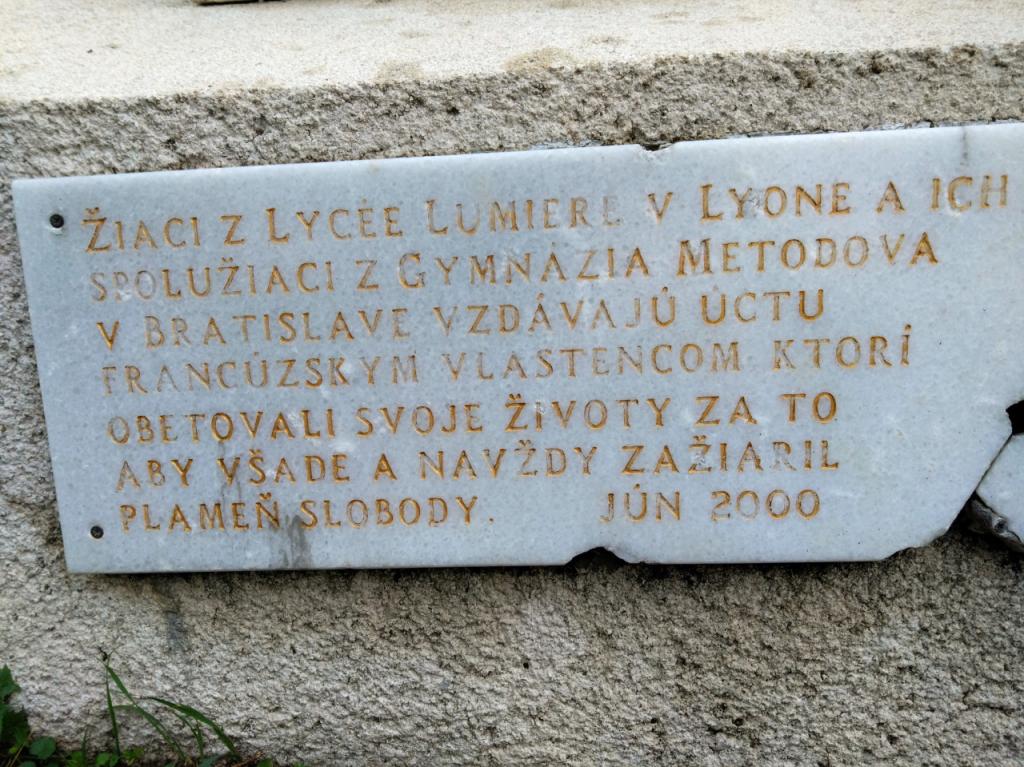 ŽIACI Z LYCÉE LUMIERE V LYONE A ICH
SPOLUŽIACI Z GYMNÁZIA METODOVA
V BRATISLAVE VZDÁVAJÚ ÚCTU
FRANCÚZSKYM VLASTENCOM KTORÍ
OBETOVALI SVOJE ŽIVOTY ZA TO
ABY VŠADE A NAVŽDY ZAŽIARIL
PLAMEŇ SLOBODY. JÚN 2000